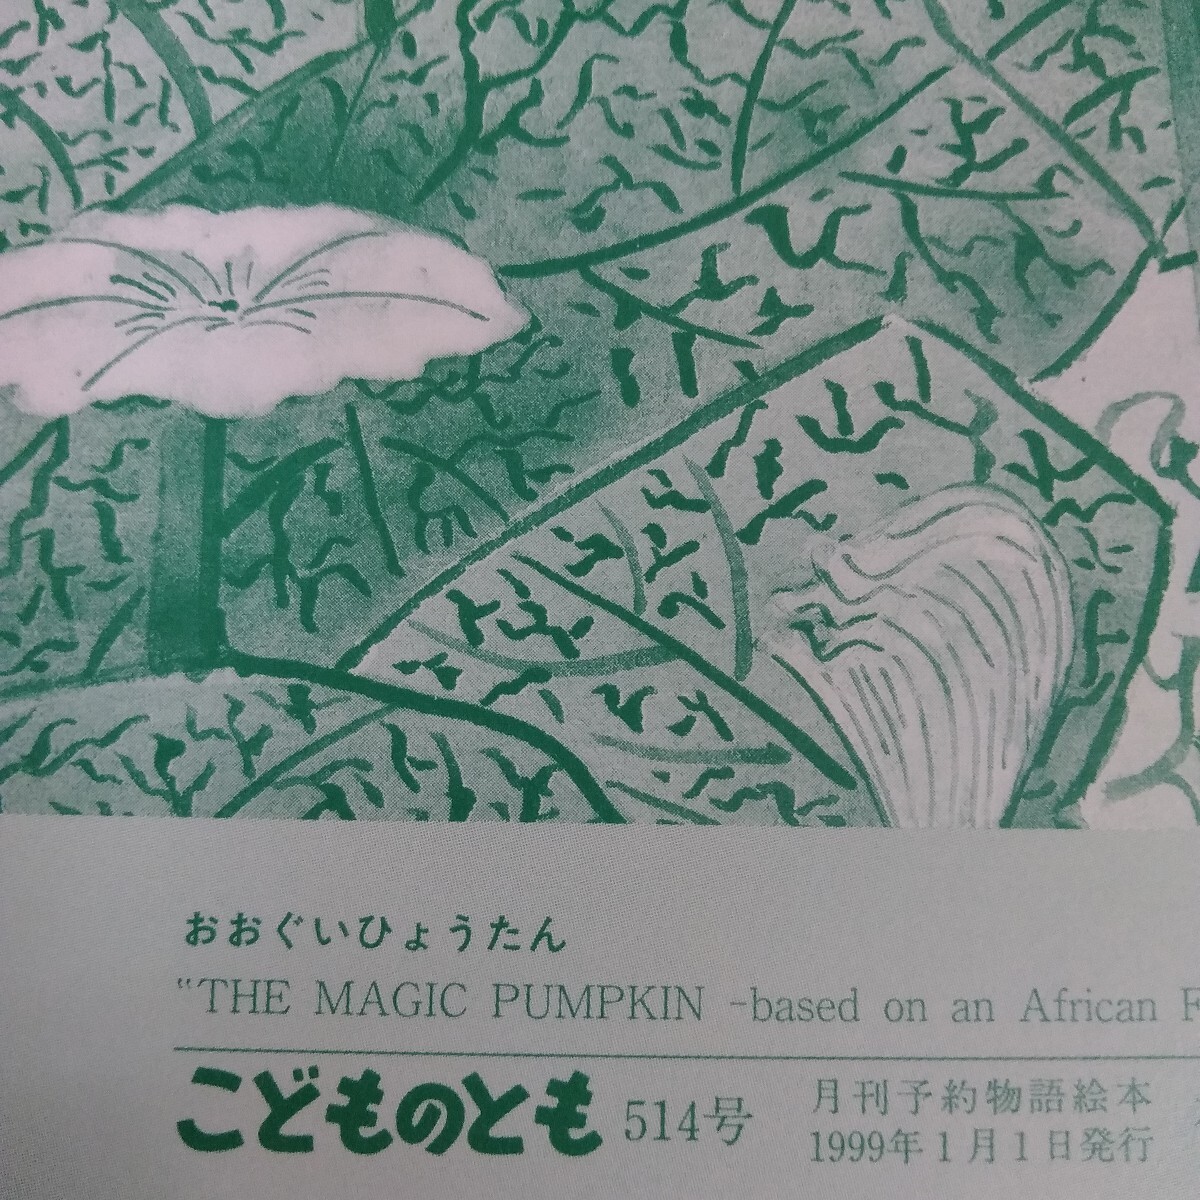 おおぐいひょうたん
“THE MAGIC PUMPKIN -based on an African
こどものとも 514号
月刊予約物語絵本
1999年1月1日発行